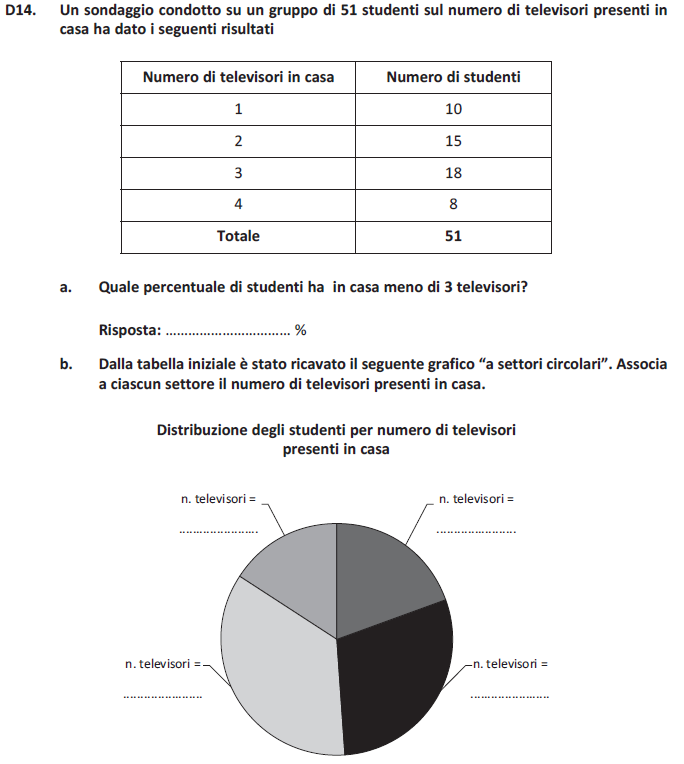 D14. Un sondaggio condotto su un gruppo di 51 studenti sul numero di televisori presenti in
casa ha dato i seguenti risultati
Numero di televisori in casa Numero di studenti
1 10
2 15
3 18
4 8
Totale 51
a. Quale percentuale di studenti ha in casa meno di 3 televisori?
Risposta: ................................ %
b. Dalla tabella iniziale è stato ricavato il seguente grafico “a settori circolari”. Associa
a ciascun settore il numero di televisori presenti in casa.
Distribuzione degli studenti per numero di televisori
presenti in casa
n. televisori = n. televisori =
....................... .......................
n. televisori = n. televisori =
....................... .......................